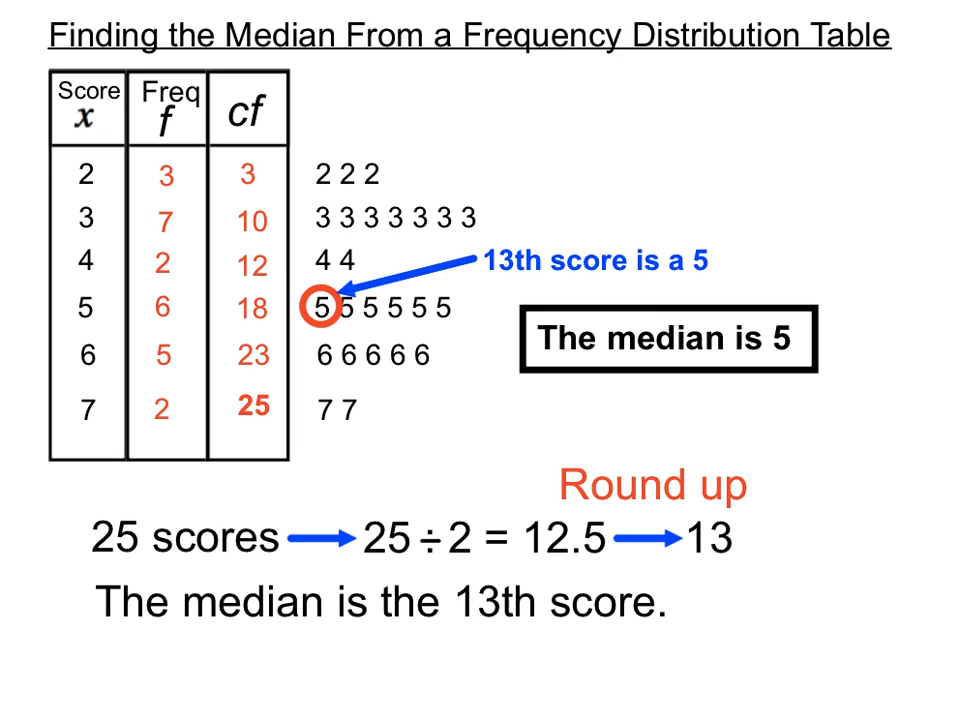 Finding the Median From a Frequency Distribution Table
Score Freq cf
x f
2 3 3 2 2 2
3 7 10 3 3 3 3 3 3 3
4 2 12 4 4 13th score is a 5
5 6 18 5 5 5 5 5 5
The median is 5
6 5 23 6 6 6 6 6
7 2 25 7 7
Round up
25 scores 25 ÷ 2 = 12.5 13
The median is the 13th score.